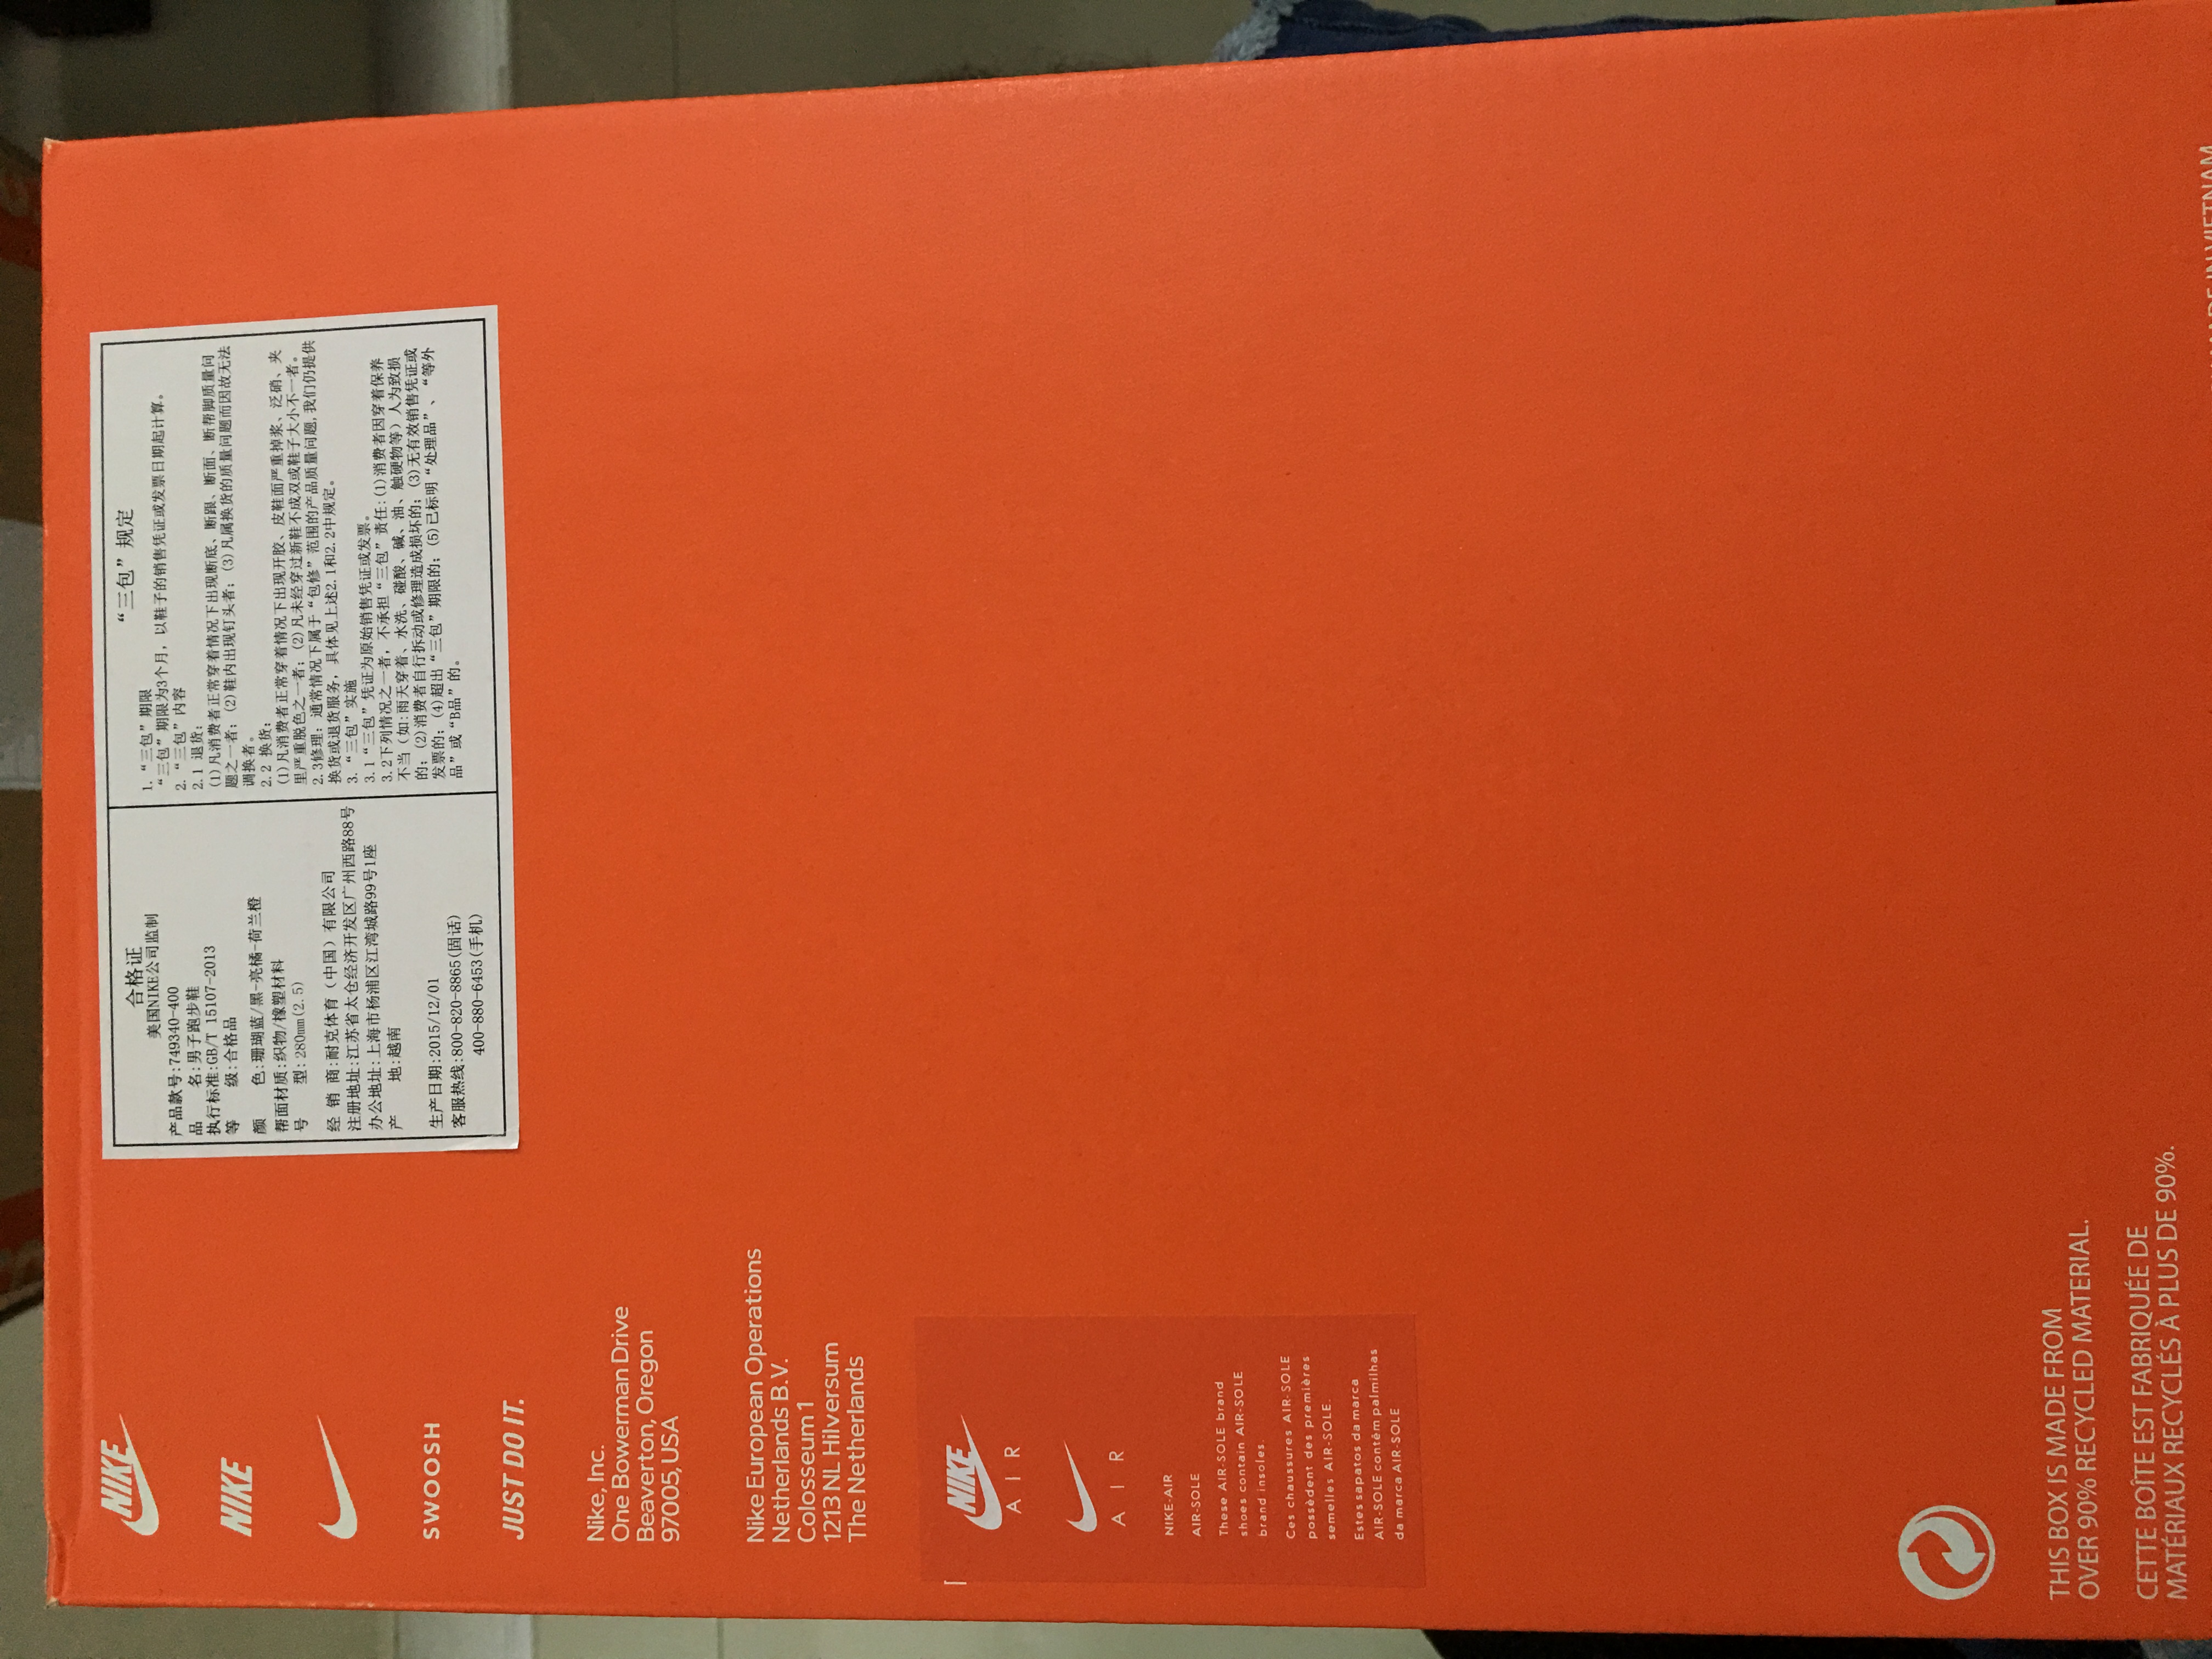 NIKE
NIKE
SWOOSH
JUST DO IT.
Nike, Inc.
One Bowerman Drive
Beaverton, Oregon
97005, USA
Nike European Operations
Netherlands B.V.
Colosseum 1
1213 NL Hilversum
The Netherlands
NIKE
AIR
AIR
NIKE-AIR
AIR-SOLE
These AIR-SOLE brand
shoes contain AIR-SOLE
brand insoles.
Ces chaussures AIR-SOLE
possèdent des premières
semelles AIR-SOLE.
Estes sapatos da marca
AIR-SOLE contêm palmilhas
da marca AIR-SOLE
合格证
美国NIKE公司监制
产品款号:749340-400
品 名:男子跑步鞋
执行标准:GB/T 15107-2013
等 级:合格品
颜 色:珊瑚蓝/黑-亮橘-荷兰橙
帮面材质:织物/橡塑材料
号 型:280mm(2.5)
经 销 商:耐克体育（中国）有限公司
注册地址:江苏省太仓经济开发区广州西路88号
办公地址:上海市杨浦区江湾城路99号1座
产 地:越南
生产日期:2015/12/01
客服热线:800-820-8865(固话)
400-880-6453(手机)
“三包”规定
1. “三包”期限
“三包”期限为3个月，以鞋子的销售凭证或发票日期起计算。
2. “三包”内容
2.1 退货:
(1)凡消费者正常穿着情况下出现断底、断跟、断面、断帮脚质量问
题之一者；(2)鞋内出现钉头者；(3)凡属换货的质量问题而因故无法
调换者。
2.2 换货:
(1)凡消费者正常穿着情况下出现开胶、皮鞋面严重掉浆、泛硝、夹
里严重脱色之一者；(2)凡未经穿过新鞋不成双或鞋子大小不一者。
2.3修理：通常情况下属于“包修”范围的产品质量问题,我们仍提供
换货或退货服务，具体见上述2.1和2.2中规定。
3. “三包”实施
3.1“三包”凭证为原始销售凭证或发票。
3.2下列情况之一者，不承担“三包”责任:(1)消费者因穿着保养
不当（如:雨天穿着、水洗、碰酸、碱、油、触硬物等）人为致损
的；(2)消费者自行拆动或修理造成损坏的；(3)无有效销售凭证或
发票的；(4)超出“三包”期限的；(5)已标明“处理品”、“等外
品”或“B品”的。
THIS BOX IS MADE FROM
OVER 90% RECYCLED MATERIAL.
CETTE BOÎTE EST FABRIQUÉE DE
MATÉRIAUX RECYCLÉS À PLUS DE 90%.
MADE IN VIETNAM